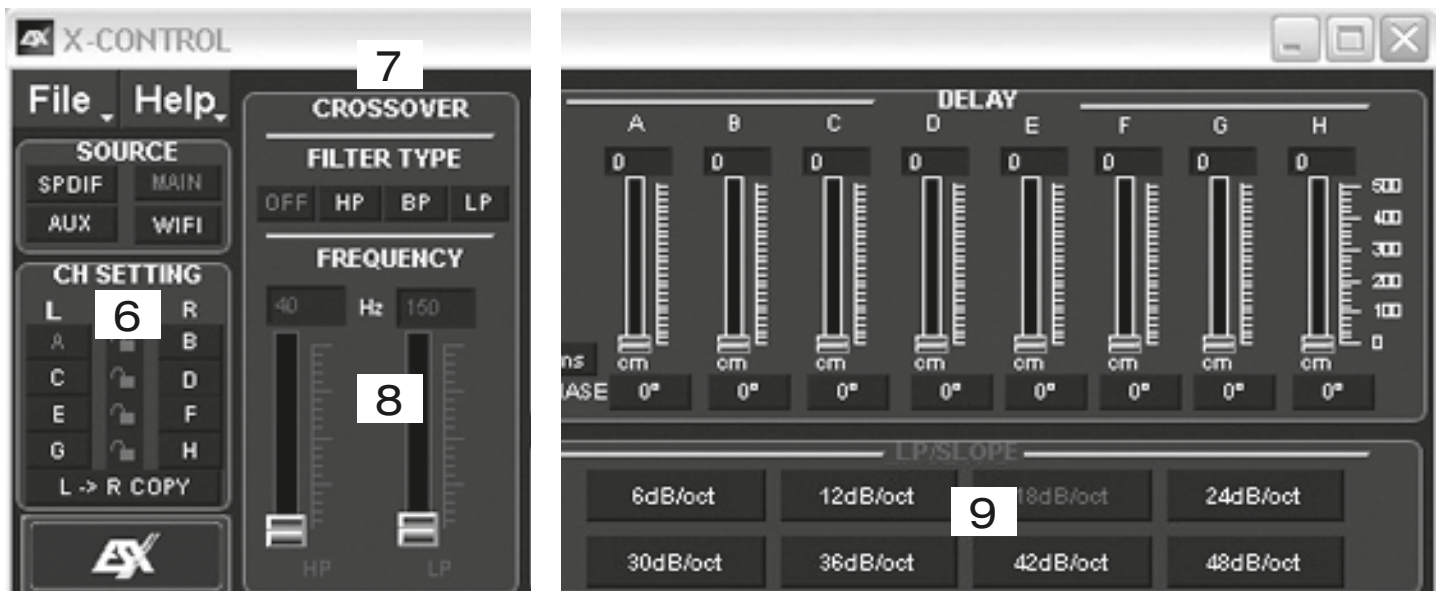 ESX X-CONTROL
7
File Help
CROSSOVER
SOURCE
SPDIF MAIN
AUX WIFI
FILTER TYPE
OFF HP BP LP
FREQUENCY
40 Hz 150
CH SETTING
L R
6
A B
C D
E F
G H
L -> R COPY
8
HP LP
ESX
DELAY
A B C D E F G H
0 0 0 0 0 0 0 0
500
400
300
200
100
0
cm cm cm cm cm cm cm cm
0° 0° 0° 0° 0° 0° 0° 0°
LP/SLOPE
6dB/oct 12dB/oct 18dB/oct 24dB/oct
9
30dB/oct 36dB/oct 42dB/oct 48dB/oct